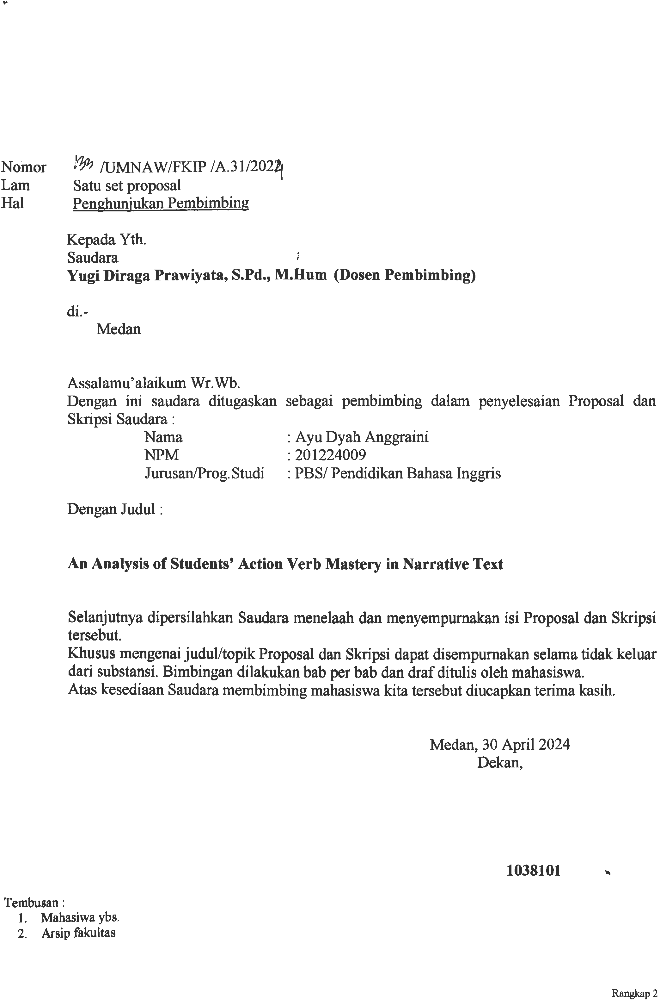 Nomor /UMNAW/FKIP /A.31/2024
Lam Satu set proposal
Hal Penghunjukan Pembimbing
Kepada Yth.
Saudara
Yugi Diraga Prawiyata, S.Pd., M.Hum (Dosen Pembimbing)
di.-
Medan
Assalamu'alaikum Wr.Wb.
Dengan ini saudara ditugaskan sebagai pembimbing dalam penyelesaian Proposal dan
Skripsi Saudara :
Nama : Ayu Dyah Anggraini
NPM : 201224009
Jurusan/Prog.Studi : PBS/ Pendidikan Bahasa Inggris
Dengan Judul :
An Analysis of Students' Action Verb Mastery in Narrative Text
Selanjutnya dipersilahkan Saudara menelaah dan menyempurnakan isi Proposal dan Skripsi
tersebut.
Khusus mengenai judul/topik Proposal dan Skripsi dapat disempurnakan selama tidak keluar
dari substansi. Bimbingan dilakukan bab per bab dan draf ditulis oleh mahasiswa.
Atas kesediaan Saudara membimbing mahasiswa kita tersebut diucapkan terima kasih.
Medan, 30 April 2024
Dekan,
1038101
Tembusan :
1. Mahasiwa ybs.
2. Arsip fakultas
Rangkap 2